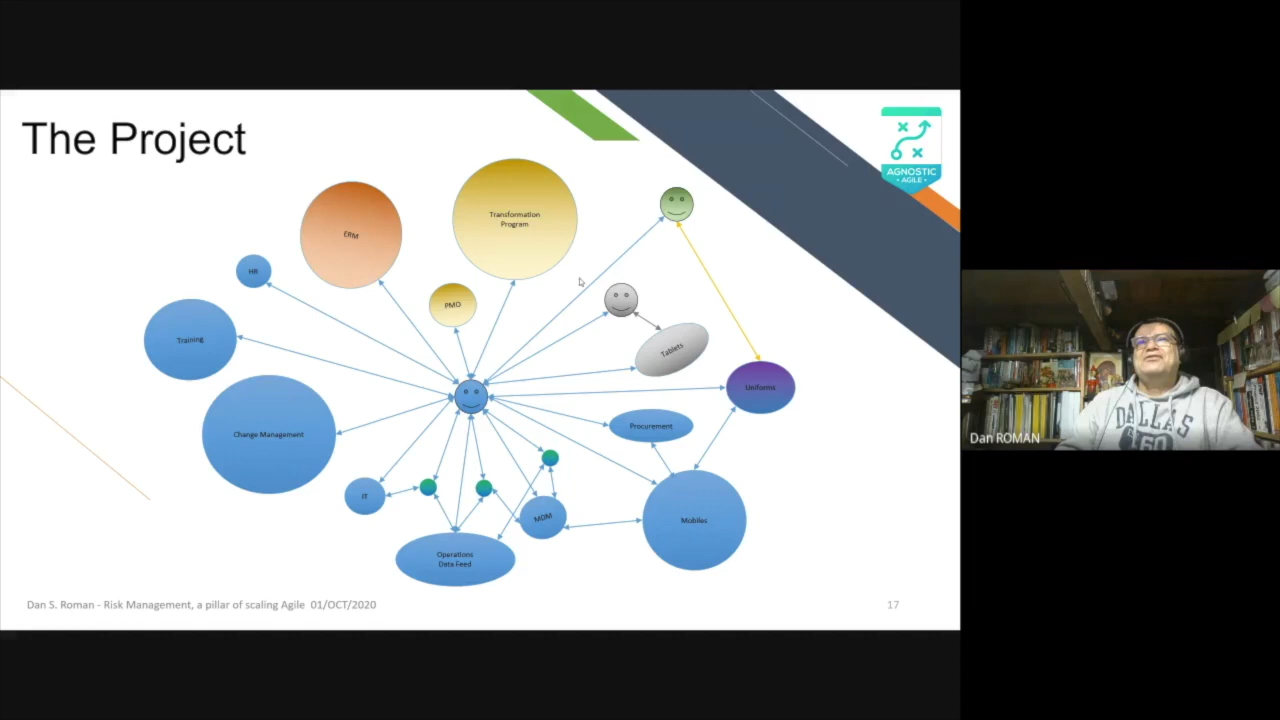 The Project
AGNOSTIC
• AGILE •
Transformation
Program
ERM
HR
PMO
Training
Tablets
Uniforms
Change Management
Procurement
IT
MDM
Mobiles
Operations
Data Feed
Dan S. Roman - Risk Management, a pillar of scaling Agile 01/OCT/2020
17
DALLAS
Dan ROMAN